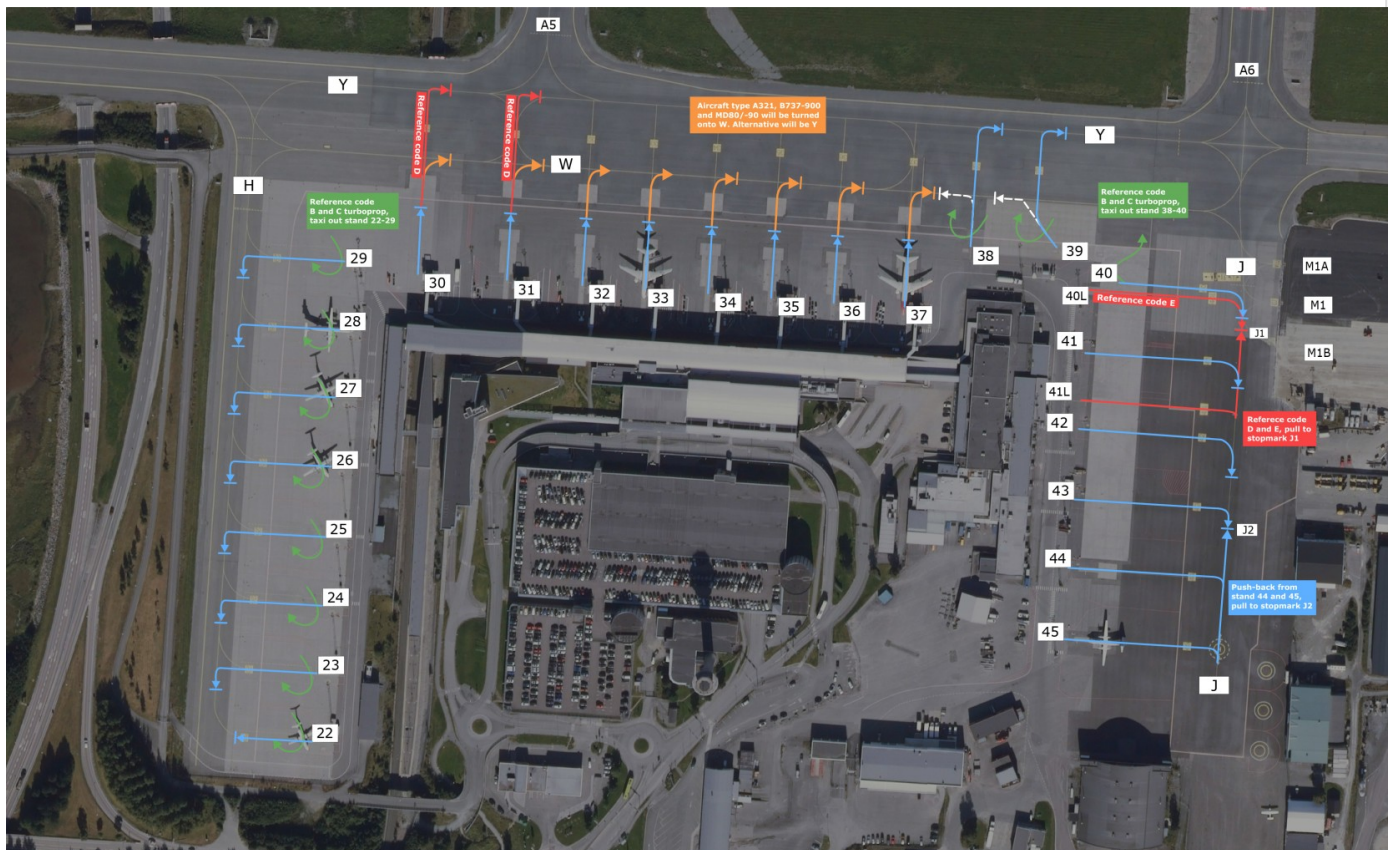 A5
A6
Y
Reference code D
Reference code D
Aircraft type A321, B737-900
and MD80/-90 will be turned
onto W. Alternative will be Y
Y
W
H
Reference code
B and C turboprop,
taxi out stand 22-29
Reference code
B and C turboprop,
taxi out stand 38-40
29
30
31
32
33
34
35
36
37
38
39
40
J
M1A
40L
Reference code E
M1
J1
M1B
28
41
27
41L
42
Referece code
D and E, pull to
stopmark J1
26
43
25
J2
44
24
Push-back from
stand 44 and 45,
pull to stopmark J2
45
23
J
22